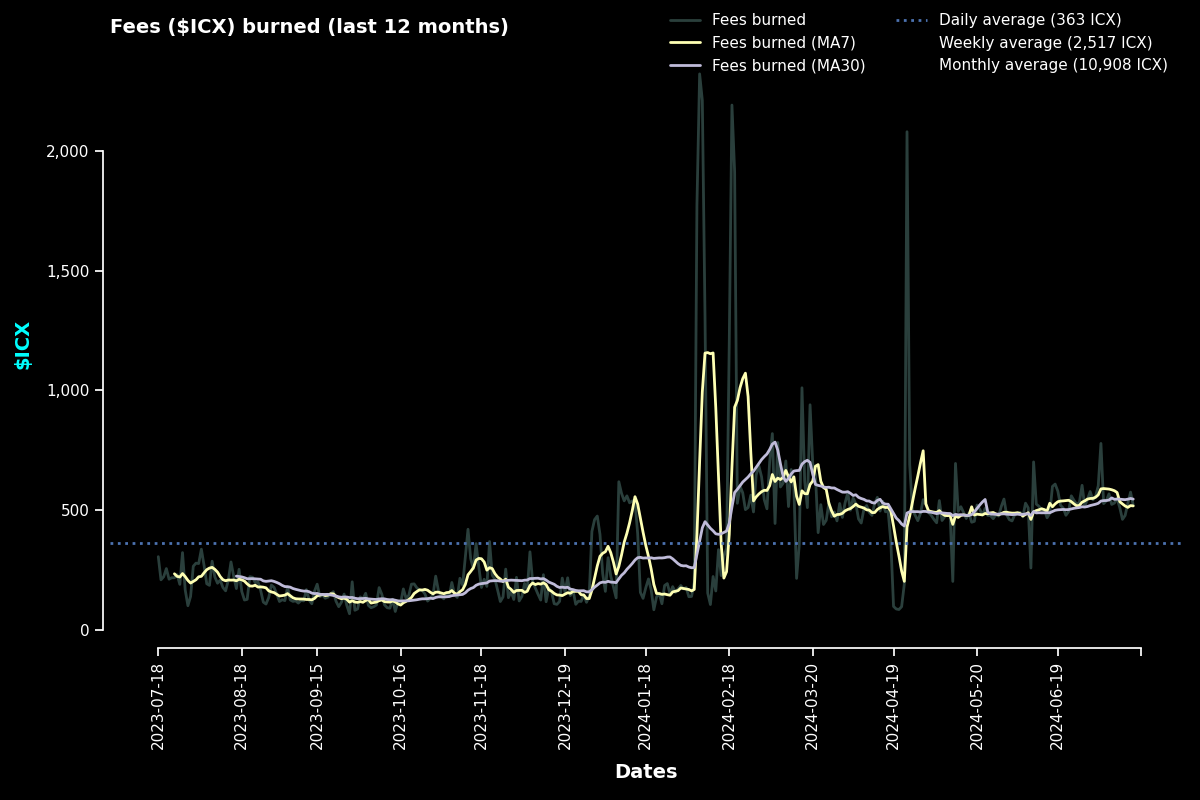 Fees ($ICX) burned (last 12 months)
Fees burned
Fees burned (MA7)
Fees burned (MA30)
Daily average (363 ICX)
Weekly average (2,517 ICX)
Monthly average (10,908 ICX)
$ICX
2,000
1,500
1,000
500
0
2023-07-18
2023-08-18
2023-09-15
2023-10-16
2023-11-18
2023-12-19
2024-01-18
2024-02-18
2024-03-20
2024-04-19
2024-05-20
2024-06-19
Dates